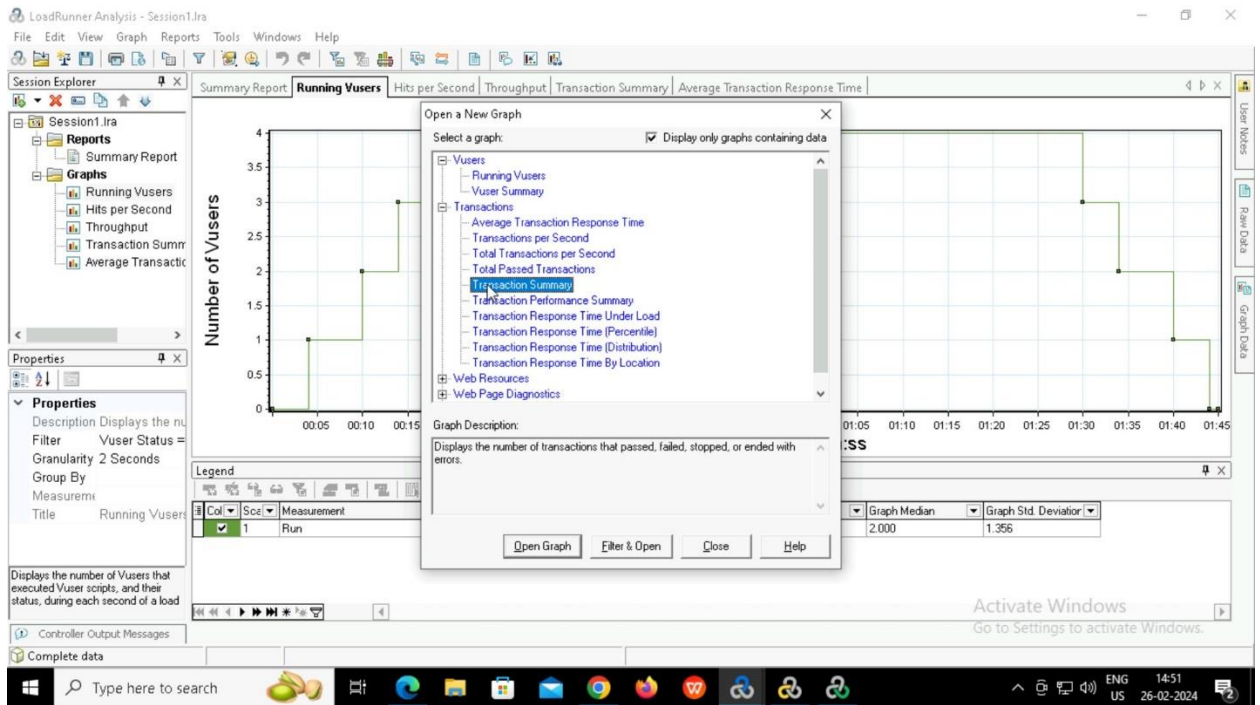 LoadRunner Analysis - Session1.lra
File Edit View Graph Reports Tools Windows Help
Session Explorer
Session1.lra
Reports
Summary Report
Graphs
Running Vusers
Hits per Second
Throughput
Transaction Summ
Average Transactic
Properties
Properties
Description Displays the nu
Filter Vuser Status =
Granularity 2 Seconds
Group By
Measureme
Title Running Vusers
Displays the number of Vusers that
executed Vuser scripts, and their
status, during each second of a load
Controller Output Messages
Complete data
Summary Report Running Vusers Hits per Second Throughput Transaction Summary Average Transaction Response Time
Number of Vusers
4
3.5
3
2.5
2
1.5
1
0.5
0
00:05 00:10 00:15
01:05 01:10 01:15 01:20 01:25 01:30 01:35 01:40 01:45
:ss
Open a New Graph
Select a graph: Display only graphs containing data
Vusers
Running Vusers
Vuser Summary
Transactions
Average Transaction Response Time
Transactions per Second
Total Transactions per Second
Total Passed Transactions
Transaction Summary
Transaction Performance Summary
Transaction Response Time Under Load
Transaction Response Time (Percentile)
Transaction Response Time (Distribution)
Transaction Response Time By Location
Web Resources
Web Page Diagnostics
Graph Description:
Displays the number of transactions that passed, failed, stopped, or ended with
errors.
Open Graph Filter & Open Close Help
Legend
Col Sca Measurement Graph Median Graph Std. Deviatior
1 Run 2.000 1.356
User Notes
Raw Data
Graph Data
Activate Windows
Go to Settings to activate Windows.
Type here to search
ENG
US
14:51
26-02-2024
2